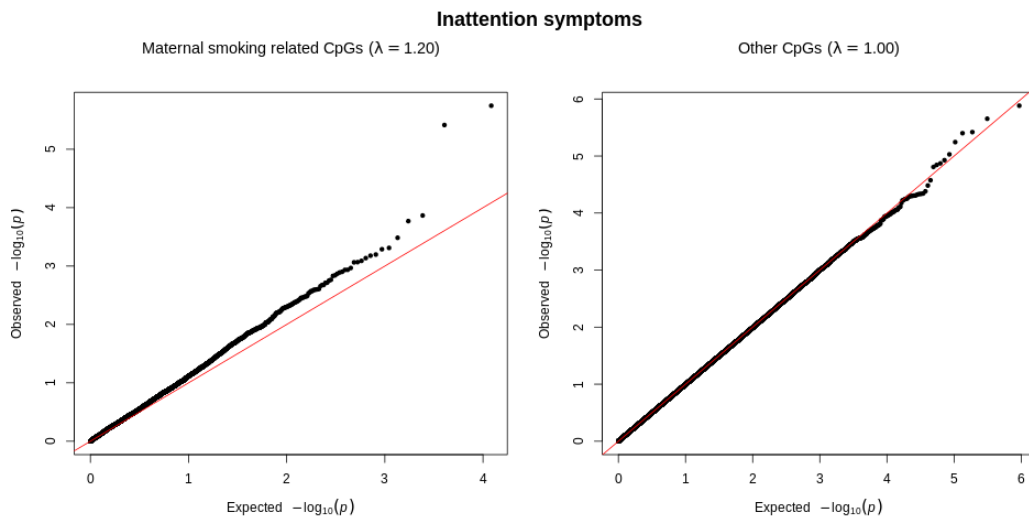 Inattention symptoms
Maternal smoking related CpGs (λ = 1.20)
Observed −log₁₀(p)
5
4
3
2
1
0
0 1 2 3 4
Expected −log₁₀(p)
Other CpGs (λ = 1.00)
Observed −log₁₀(p)
6
5
4
3
2
1
0
0 1 2 3 4 5 6
Expected −log₁₀(p)